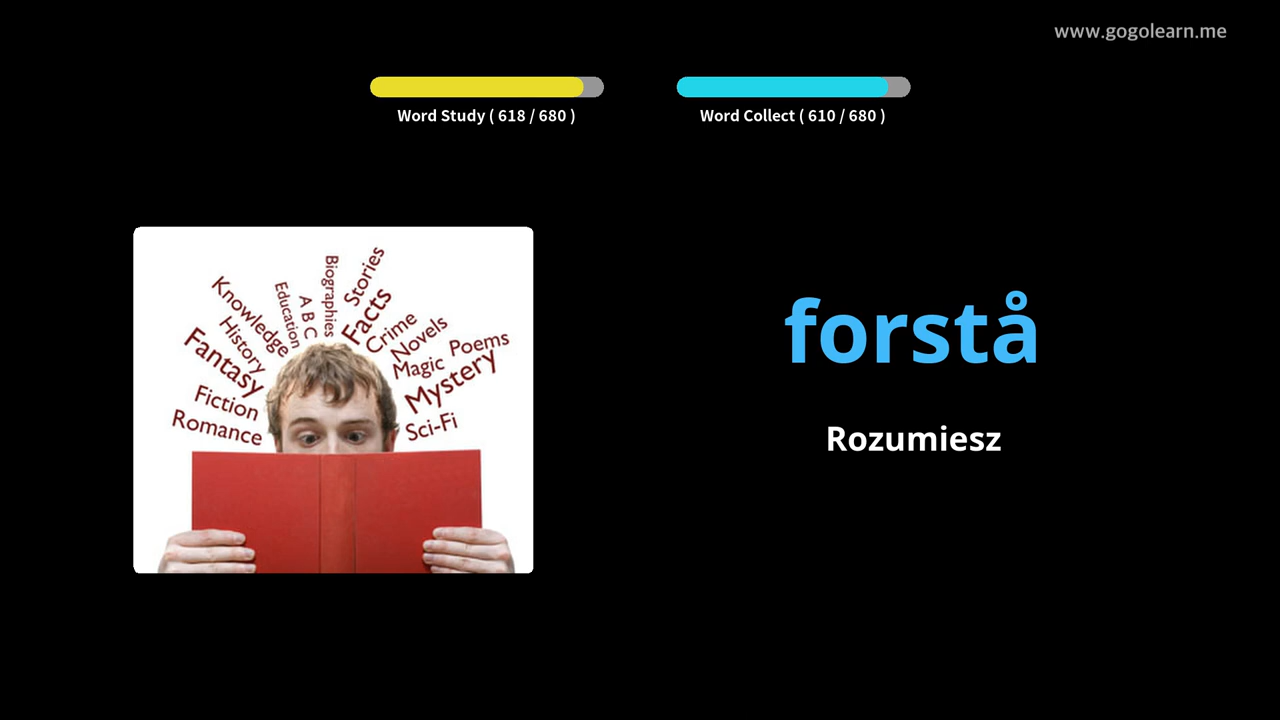 www.gogolearn.me
Word Study ( 618 / 680 )
Word Collect ( 610 / 680 )
Knowledge
Education
A B C
Biographies
Stories
Facts
Crime
Novels
Poems
Magic
Mystery
Sci-Fi
History
Fantasy
Fiction
Romance
forstå
Rozumiesz